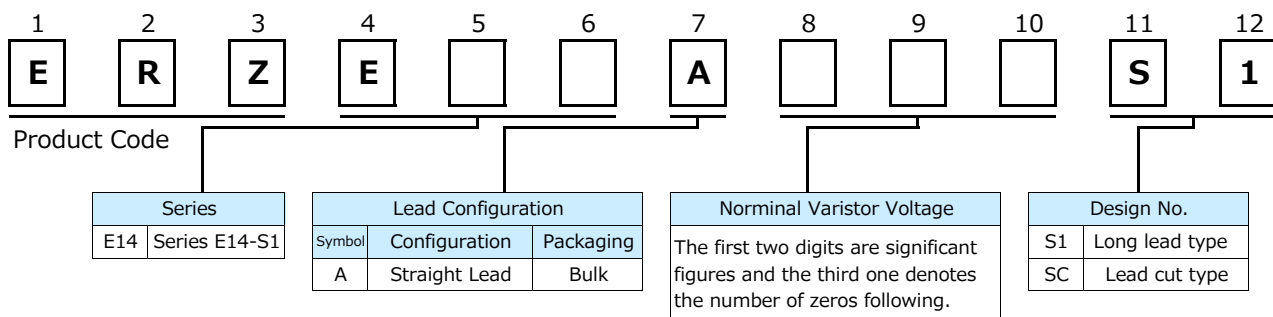 1 2 3 4 5 6 7 8 9 10 11 12
E R Z E A S 1
Product Code
Series
E14 Series E14-S1
Lead Configuration
Symbol Configuration Packaging
A Straight Lead Bulk
Norminal Varistor Voltage
The first two digits are significant
figures and the third one denotes
the number of zeros following.
Design No.
S1 Long lead type
SC Lead cut type